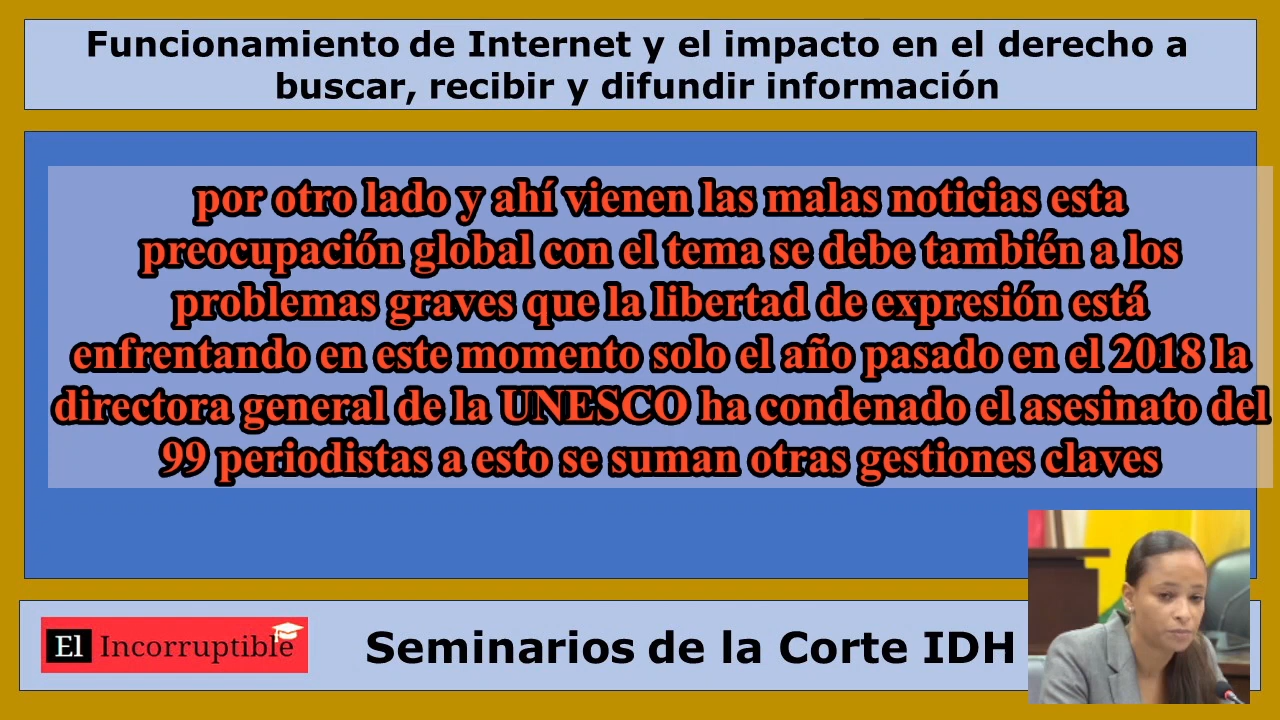 Funcionamiento de Internet y el impacto en el derecho a
buscar, recibir y difundir información
por otro lado y ahí vienen las malas noticias esta
preocupación global con el tema se debe también a los
problemas graves que la libertad de expresión está
enfrentando en este momento solo el año pasado en el 2018 la
directora general de la UNESCO ha condenado el asesinato del
99 periodistas a esto se suman otras gestiones claves
El Incorruptible
Seminarios de la Corte IDH